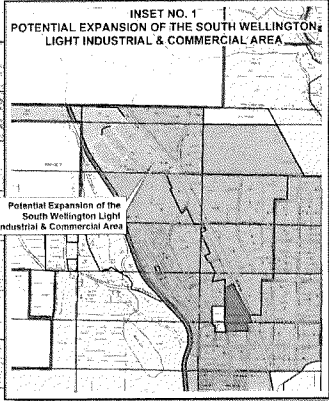 INSET NO. 1
POTENTIAL EXPANSION OF THE SOUTH WELLINGTON
LIGHT INDUSTRIAL & COMMERCIAL AREA
Potential Expansion of the
South Wellington Light
Industrial & Commercial Area